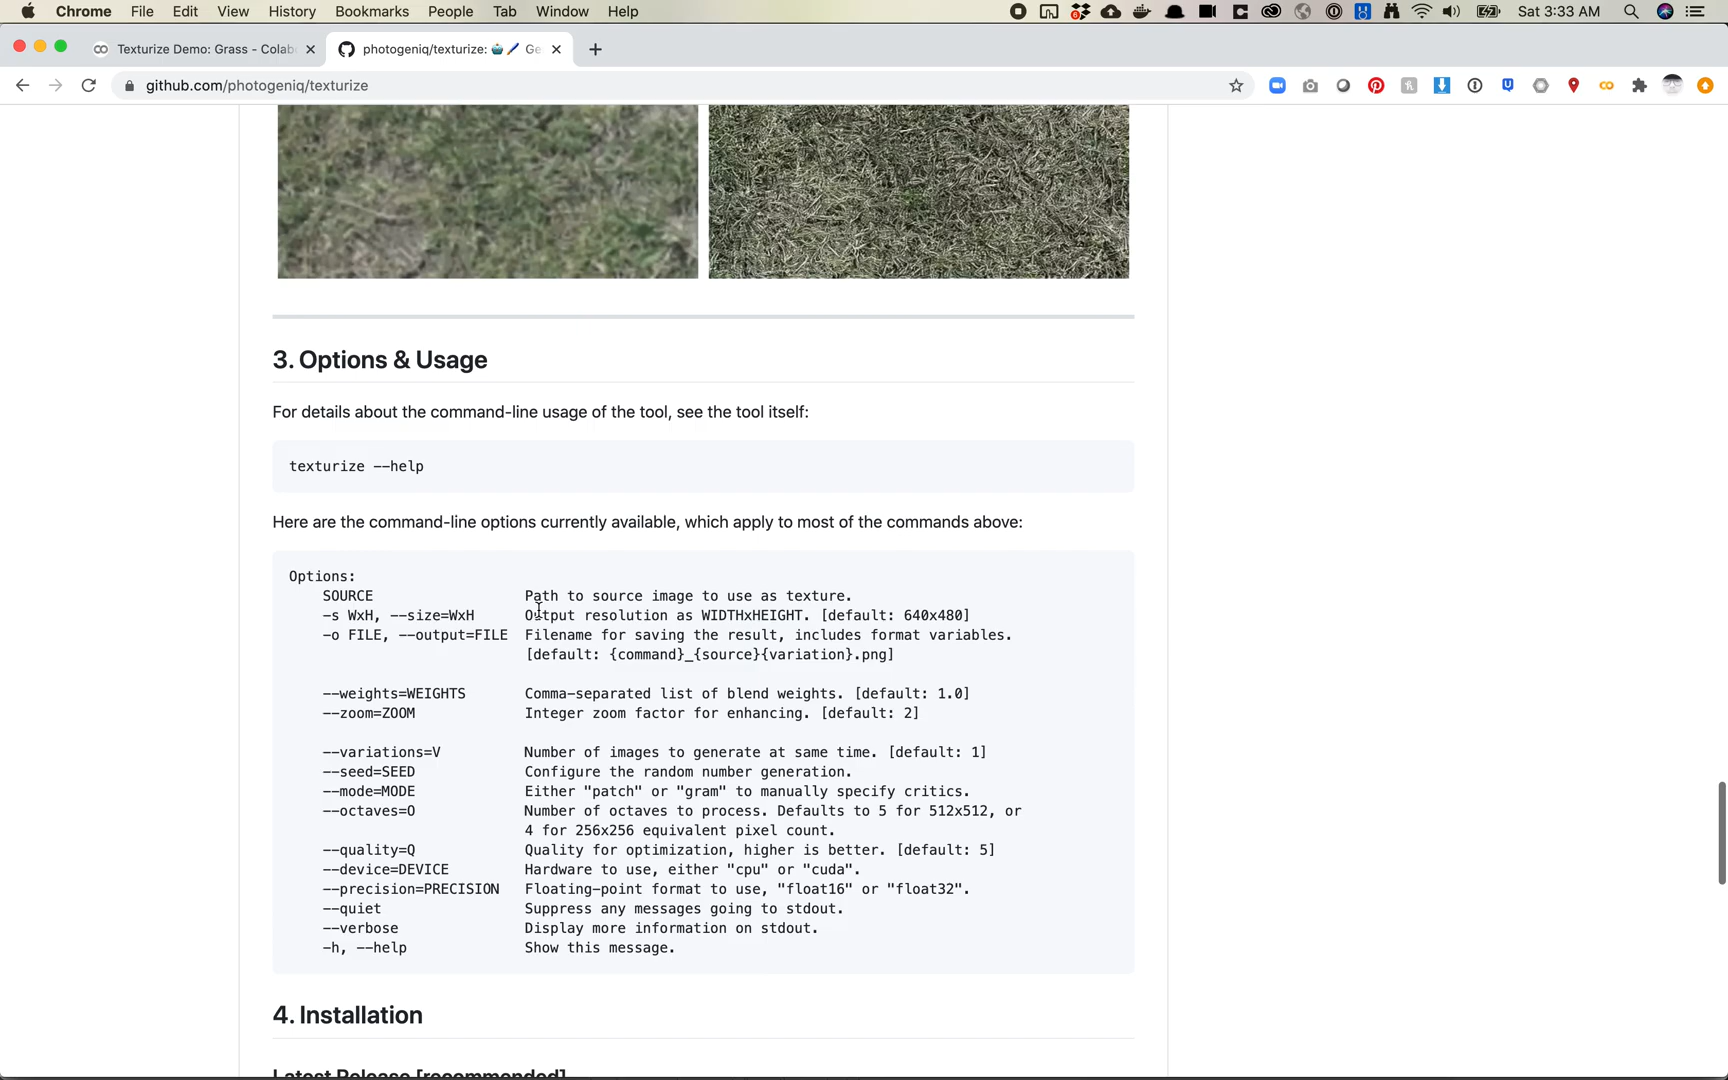 Chrome File Edit View History Bookmarks People Tab Window Help Sat 3:33 AM
Texturize Demo: Grass - Colab photogeniq/texturize: Ge
github.com/photogeniq/texturize
3. Options & Usage
For details about the command-line usage of the tool, see the tool itself:
texturize --help
Here are the command-line options currently available, which apply to most of the commands above:
Options:
SOURCE Path to source image to use as texture.
-s WxH, --size=WxH Output resolution as WIDTHxHEIGHT. [default: 640x480]
-o FILE, --output=FILE Filename for saving the result, includes format variables.
[default: {command}_{source}{variation}.png]
--weights=WEIGHTS Comma-separated list of blend weights. [default: 1.0]
--zoom=ZOOM Integer zoom factor for enhancing. [default: 2]
--variations=V Number of images to generate at same time. [default: 1]
--seed=SEED Configure the random number generation.
--mode=MODE Either "patch" or "gram" to manually specify critics.
--octaves=O Number of octaves to process. Defaults to 5 for 512x512, or
4 for 256x256 equivalent pixel count.
--quality=Q Quality for optimization, higher is better. [default: 5]
--device=DEVICE Hardware to use, either "cpu" or "cuda".
--precision=PRECISION Floating-point format to use, "float16" or "float32".
--quiet Suppress any messages going to stdout.
--verbose Display more information on stdout.
-h, --help Show this message.
4. Installation
Latest Release [recommended]